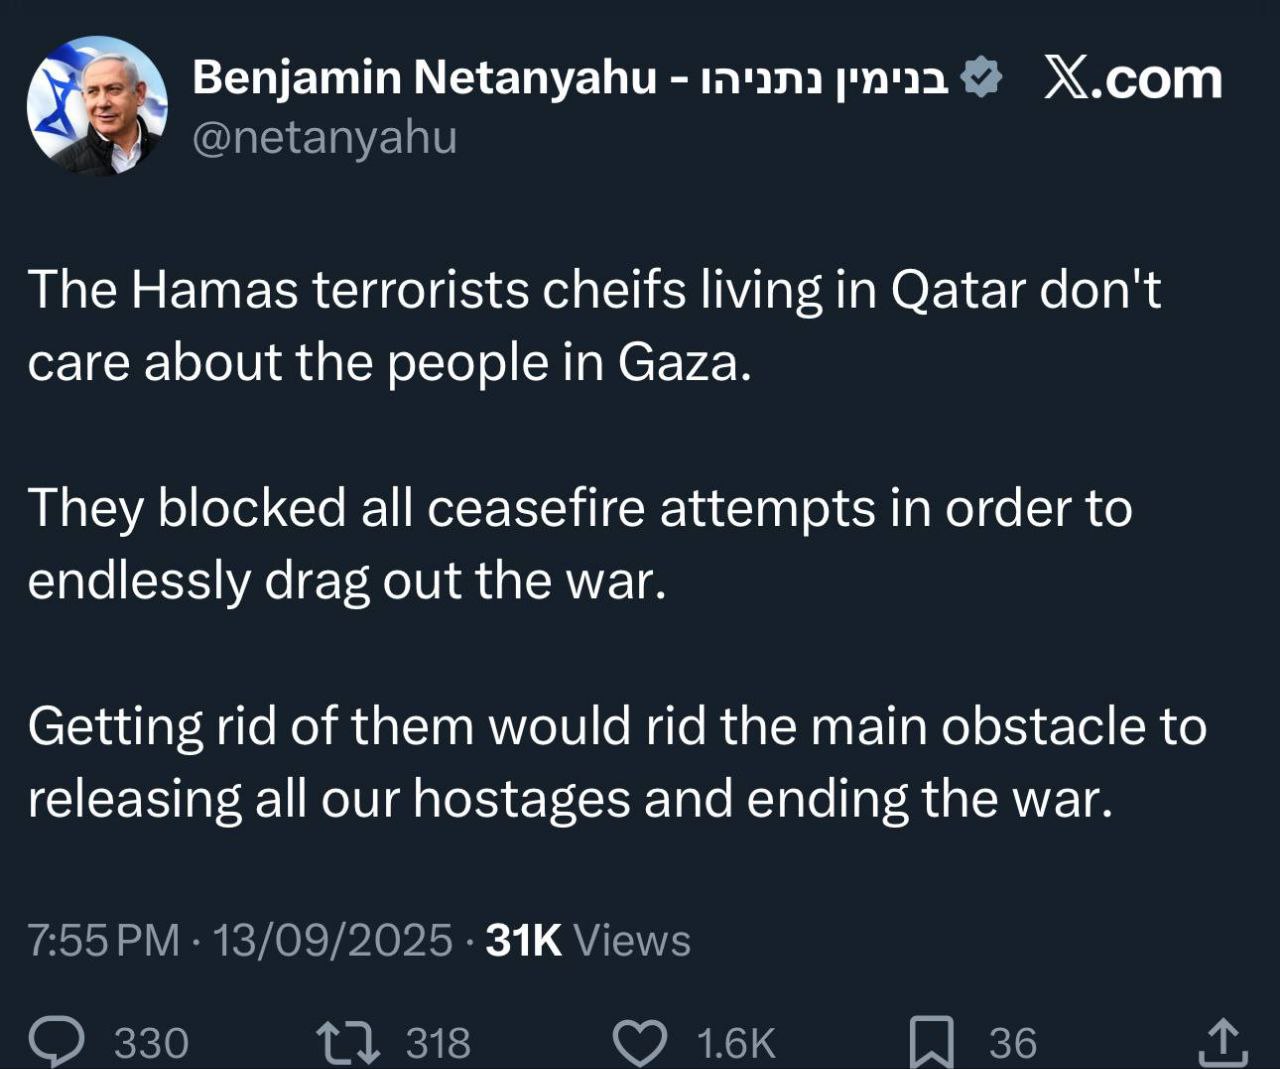 Benjamin Netanyahu - בנימין נתניהו X.com
@netanyahu
The Hamas terrorists cheifs living in Qatar don't
care about the people in Gaza.
They blocked all ceasefire attempts in order to
endlessly drag out the war.
Getting rid of them would rid the main obstacle to
releasing all our hostages and ending the war.
7:55 PM · 13/09/2025 · 31K Views
330 318 1.6K 36